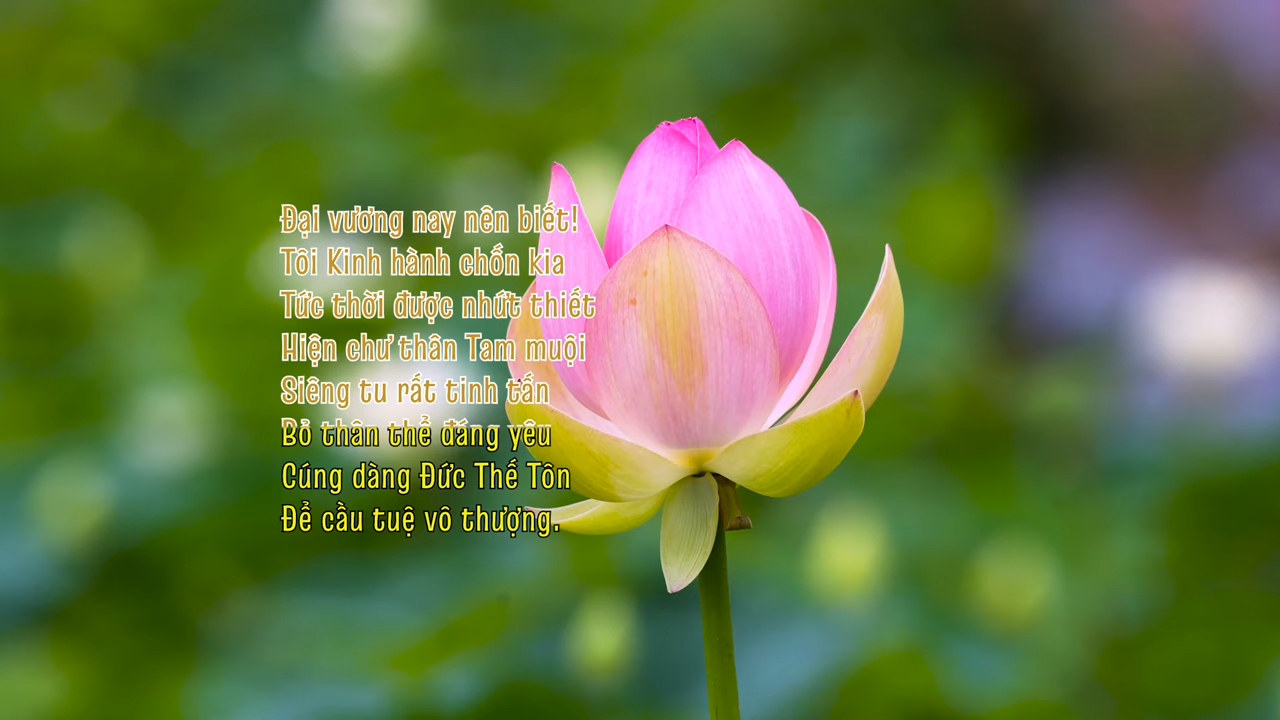 Đại vương nay nên biết!
Tôi Kinh hành chốn kia
Tức thời được nhứt thiết
Hiện chư thân Tam muội
Siêng tu rất tinh tấn
Bỏ thân thể đáng yêu
Cúng dàng Đức Thế Tôn
Để cầu tuệ vô thượng.